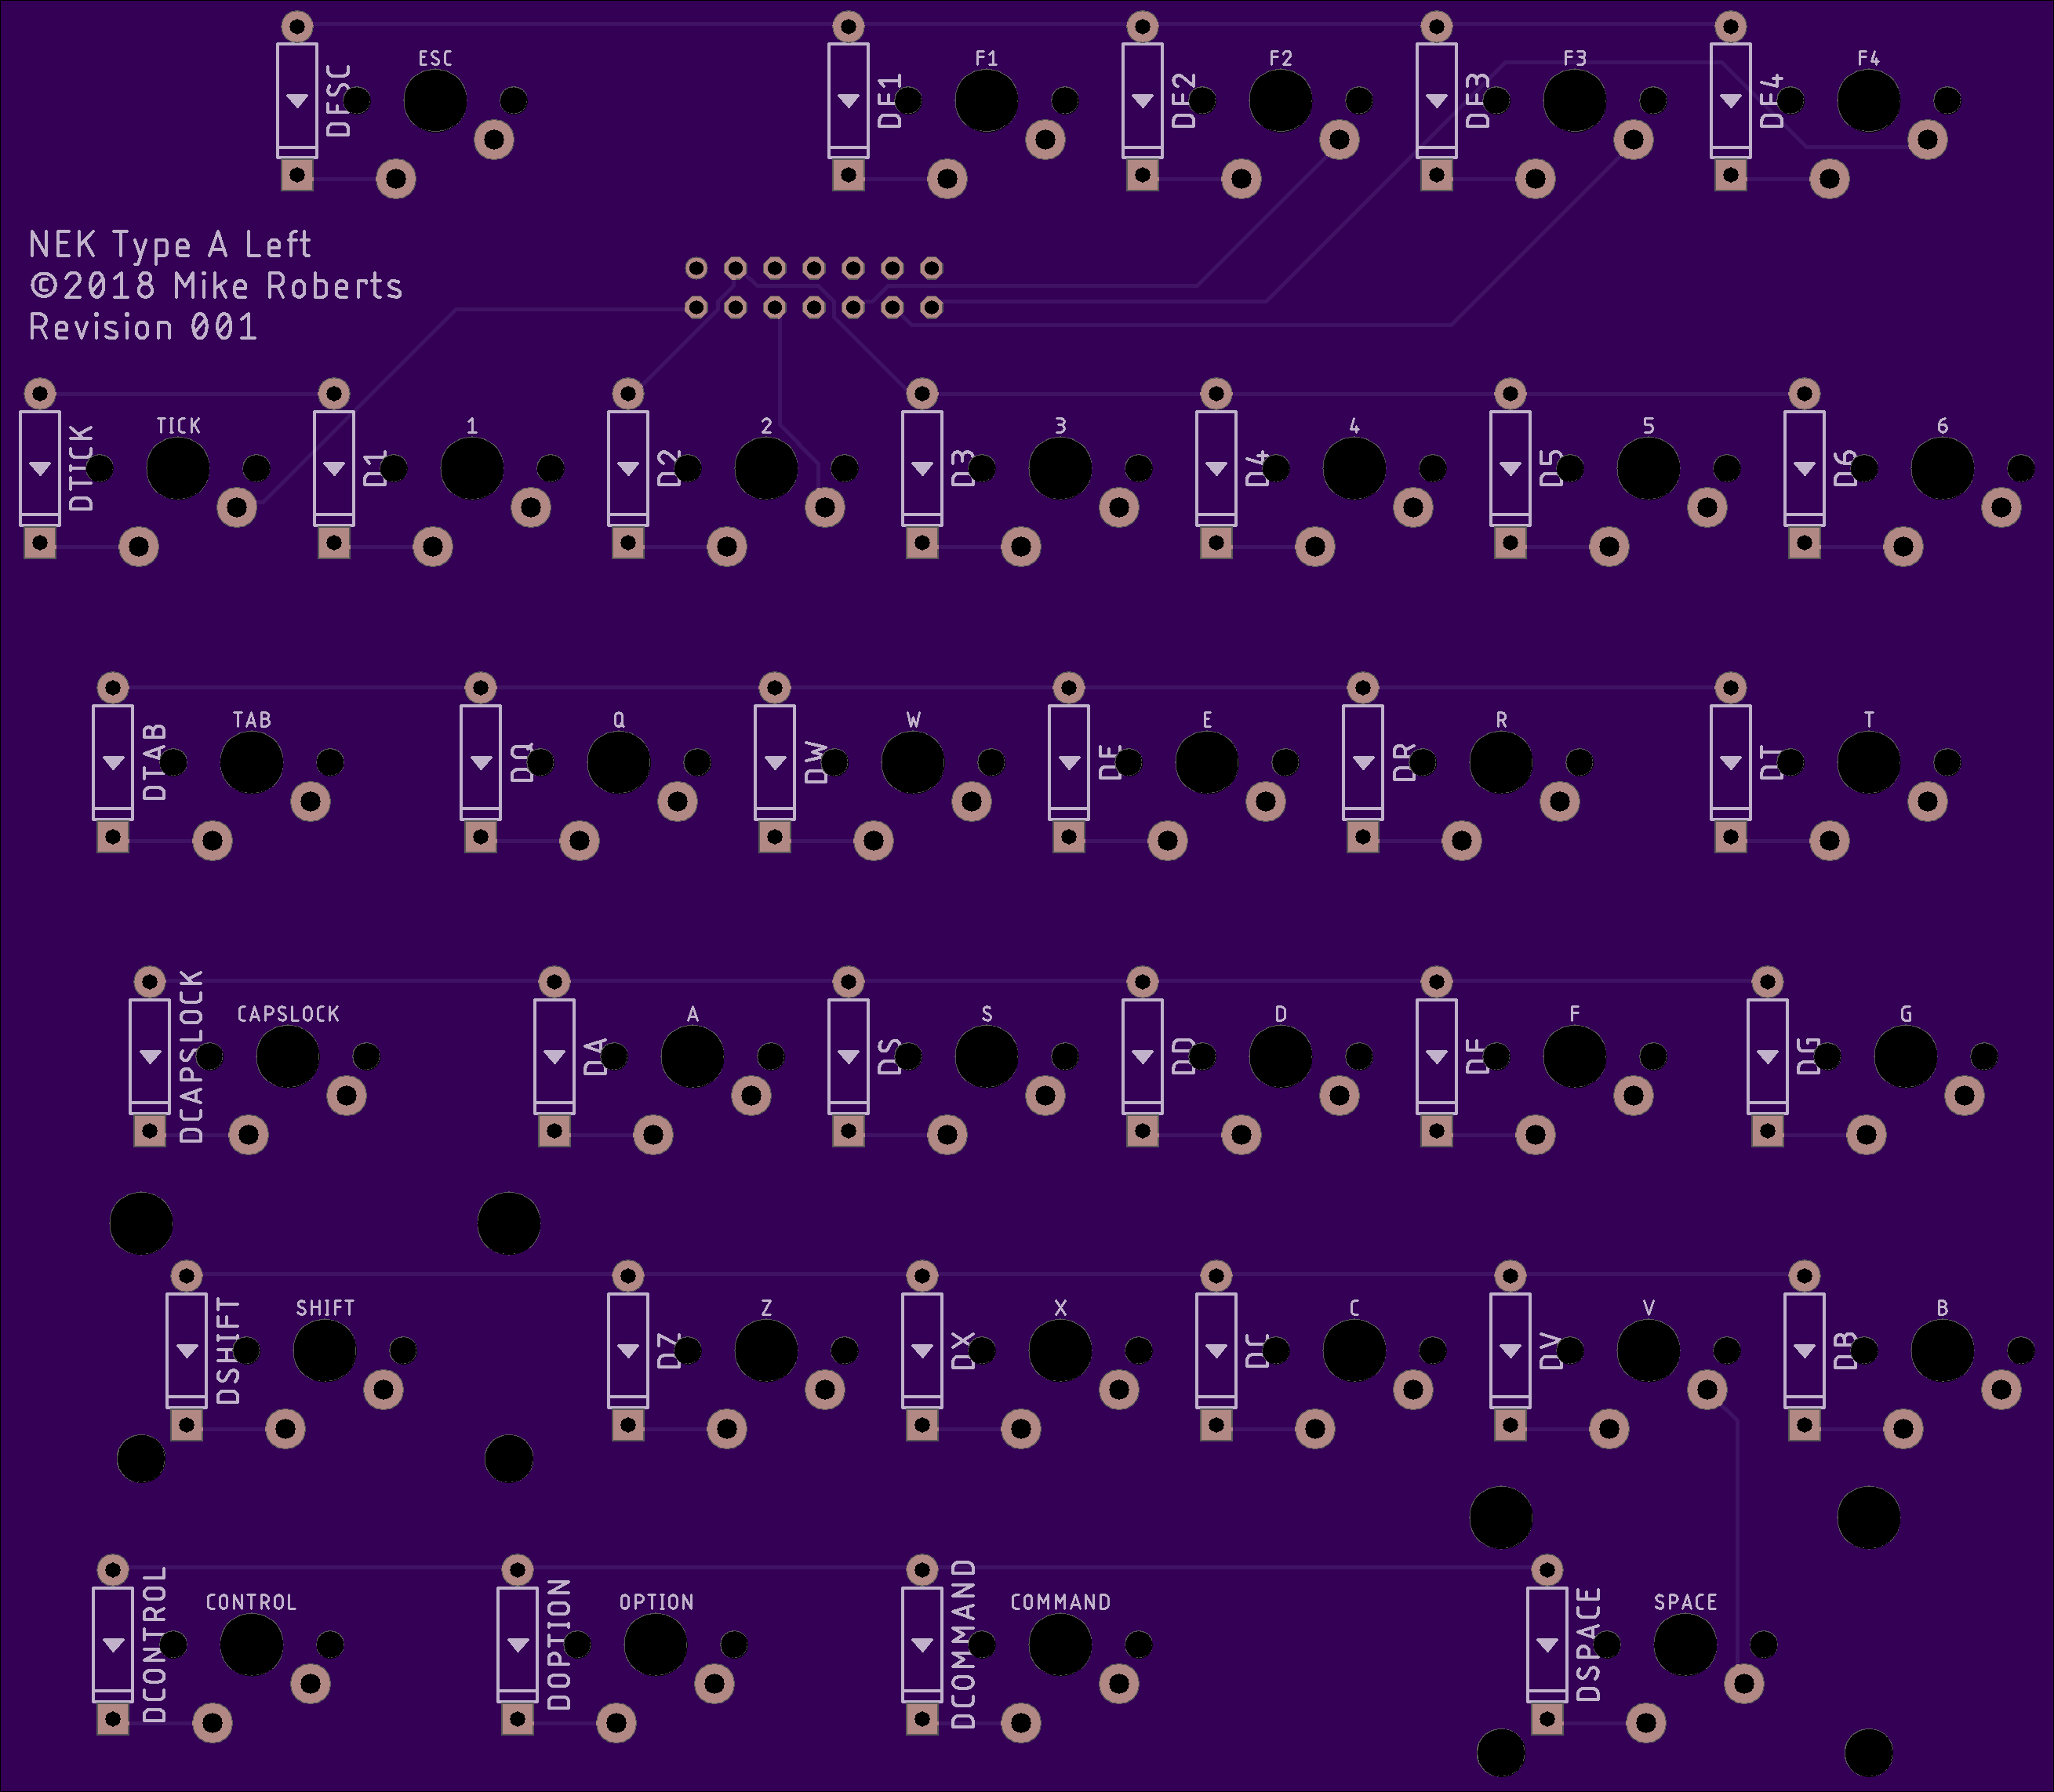 ESC F1 F2 F3 F4
DESC DF1 DF2 DF3 DF4
NEK Type A Left
©2018 Mike Roberts
Revision 001
TICK 1 2 3 4 5 6
DTICK D1 D2 D3 D4 D5 D6
TAB Q W E R T
DTAB DQ DW DE DR DT
CAPSLOCK A S D F G
DCAPSLOCK DA DS DD DF DG
SHIFT Z X C V B
DSHIFT DZ DX DC DV DB
CONTROL OPTION COMMAND SPACE
DCONTROL DOPTION DCOMMAND DSPACE